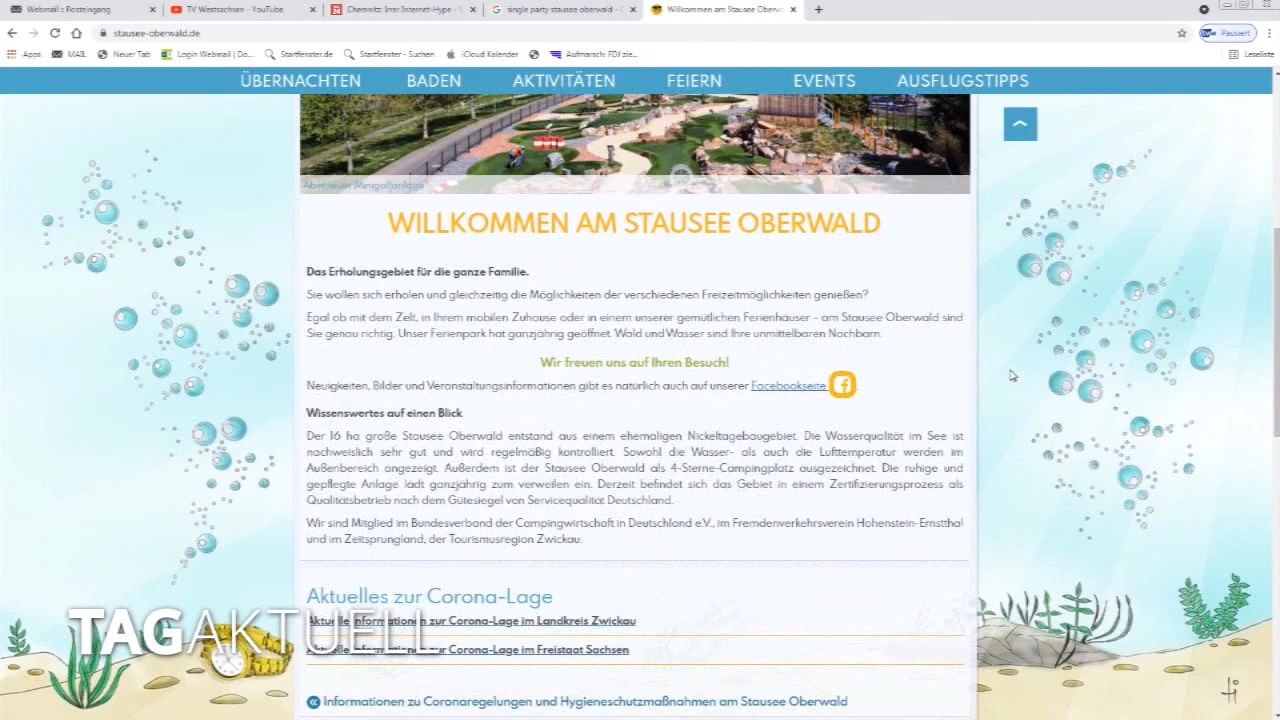 Webmail :: Posteingang
TV Westsachsen - YouTube
Chemnitz: Irrer Internet-Hype -
single party stausee oberwald -
Willkommen am Stausee Oberw
stausee-oberwald.de
Pausiert
Apps
MAIL
Neuer Tab
Login Webmail | Do...
Startfenster.de
Startfenster - Suchen
iCloud Kalender
Aufmarsch: FDJ zie...
Leseliste
ÜBERNACHTEN BADEN AKTIVITÄTEN FEIERN EVENTS AUSFLUGSTIPPS
Abenteuer Minigolfanlage
WILLKOMMEN AM STAUSEE OBERWALD
Das Erholungsgebiet für die ganze Familie.
Sie wollen sich erholen und gleichzeitig die Möglichkeiten der verschiedenen Freizeitmöglichkeiten genießen?
Egal ob mit dem Zelt, in Ihrem mobilen Zuhause oder in einem unserer gemütlichen Ferienhäuser - am Stausee Oberwald sind
Sie genau richtig. Unser Ferienpark hat ganzjährig geöffnet. Wald und Wasser sind Ihre unmittelbaren Nachbarn.
Wir freuen uns auf Ihren Besuch!
Neuigkeiten, Bilder und Veranstaltungsinformationen gibt es natürlich auch auf unserer Facebookseite
Wissenswertes auf einen Blick
Der 16 ha große Stausee Oberwald entstand aus einem ehemaligen Nickeltagebaugebiet. Die Wasserqualität im See ist
nachweislich sehr gut und wird regelmäßig kontrolliert. Sowohl die Wasser- als auch die Lufttemperatur werden im
Außenbereich angezeigt. Außerdem ist der Stausee Oberwald als 4-Sterne-Campingplatz ausgezeichnet. Die ruhige und
gepflegte Anlage lädt ganzjährig zum verweilen ein. Derzeit befindet sich das Gebiet in einem Zertifizierungsprozess als
Qualitätsbetrieb nach dem Gütesiegel von Servicequalität Deutschland.
Wir sind Mitglied im Bundesverband der Campingwirtschaft in Deutschland e.V., im Fremdenverkehrsverein Hohenstein-Ernstthal
und im Zeitsprungland, der Tourismusregion Zwickau.
Aktuelles zur Corona-Lage
Aktuelle Informationen zur Corona-Lage im Landkreis Zwickau
Aktuelle Informationen zur Corona-Lage im Freistaat Sachsen
TAGAKTUELL
Informationen zu Coronaregelungen und Hygieneschutzmaßnahmen am Stausee Oberwald